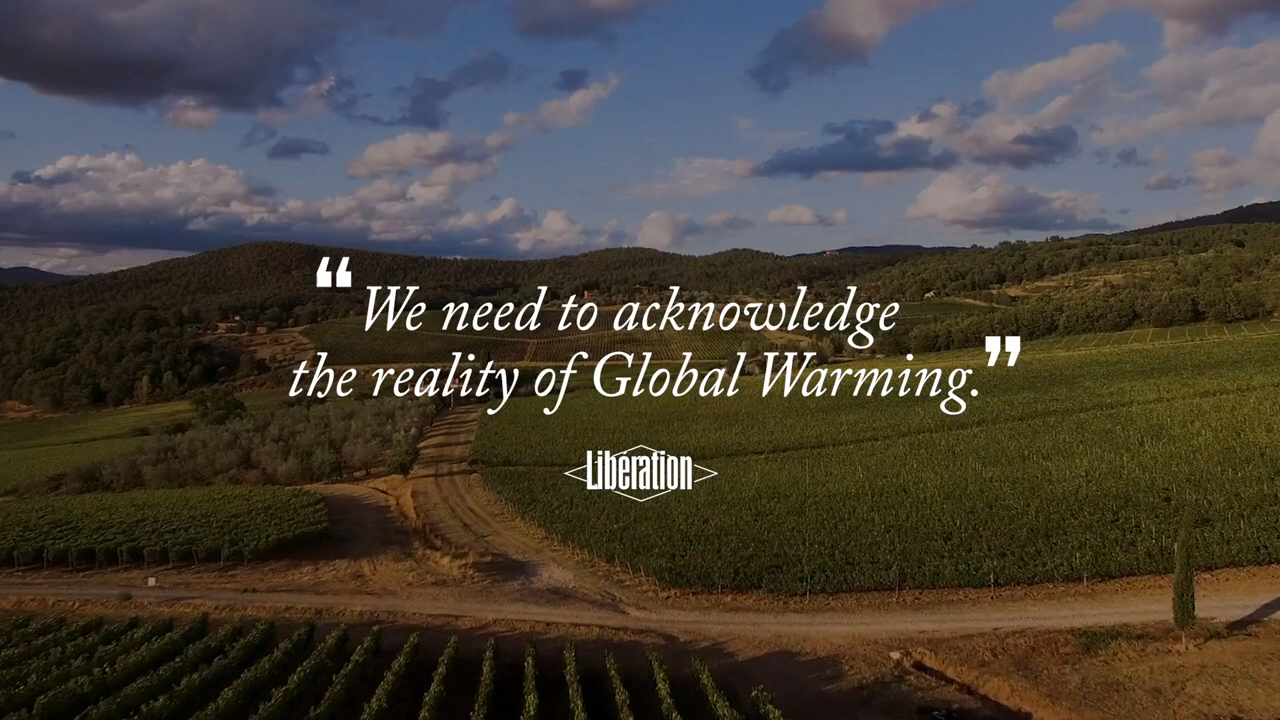 “We need to acknowledge
the reality of Global Warming.”
Libération